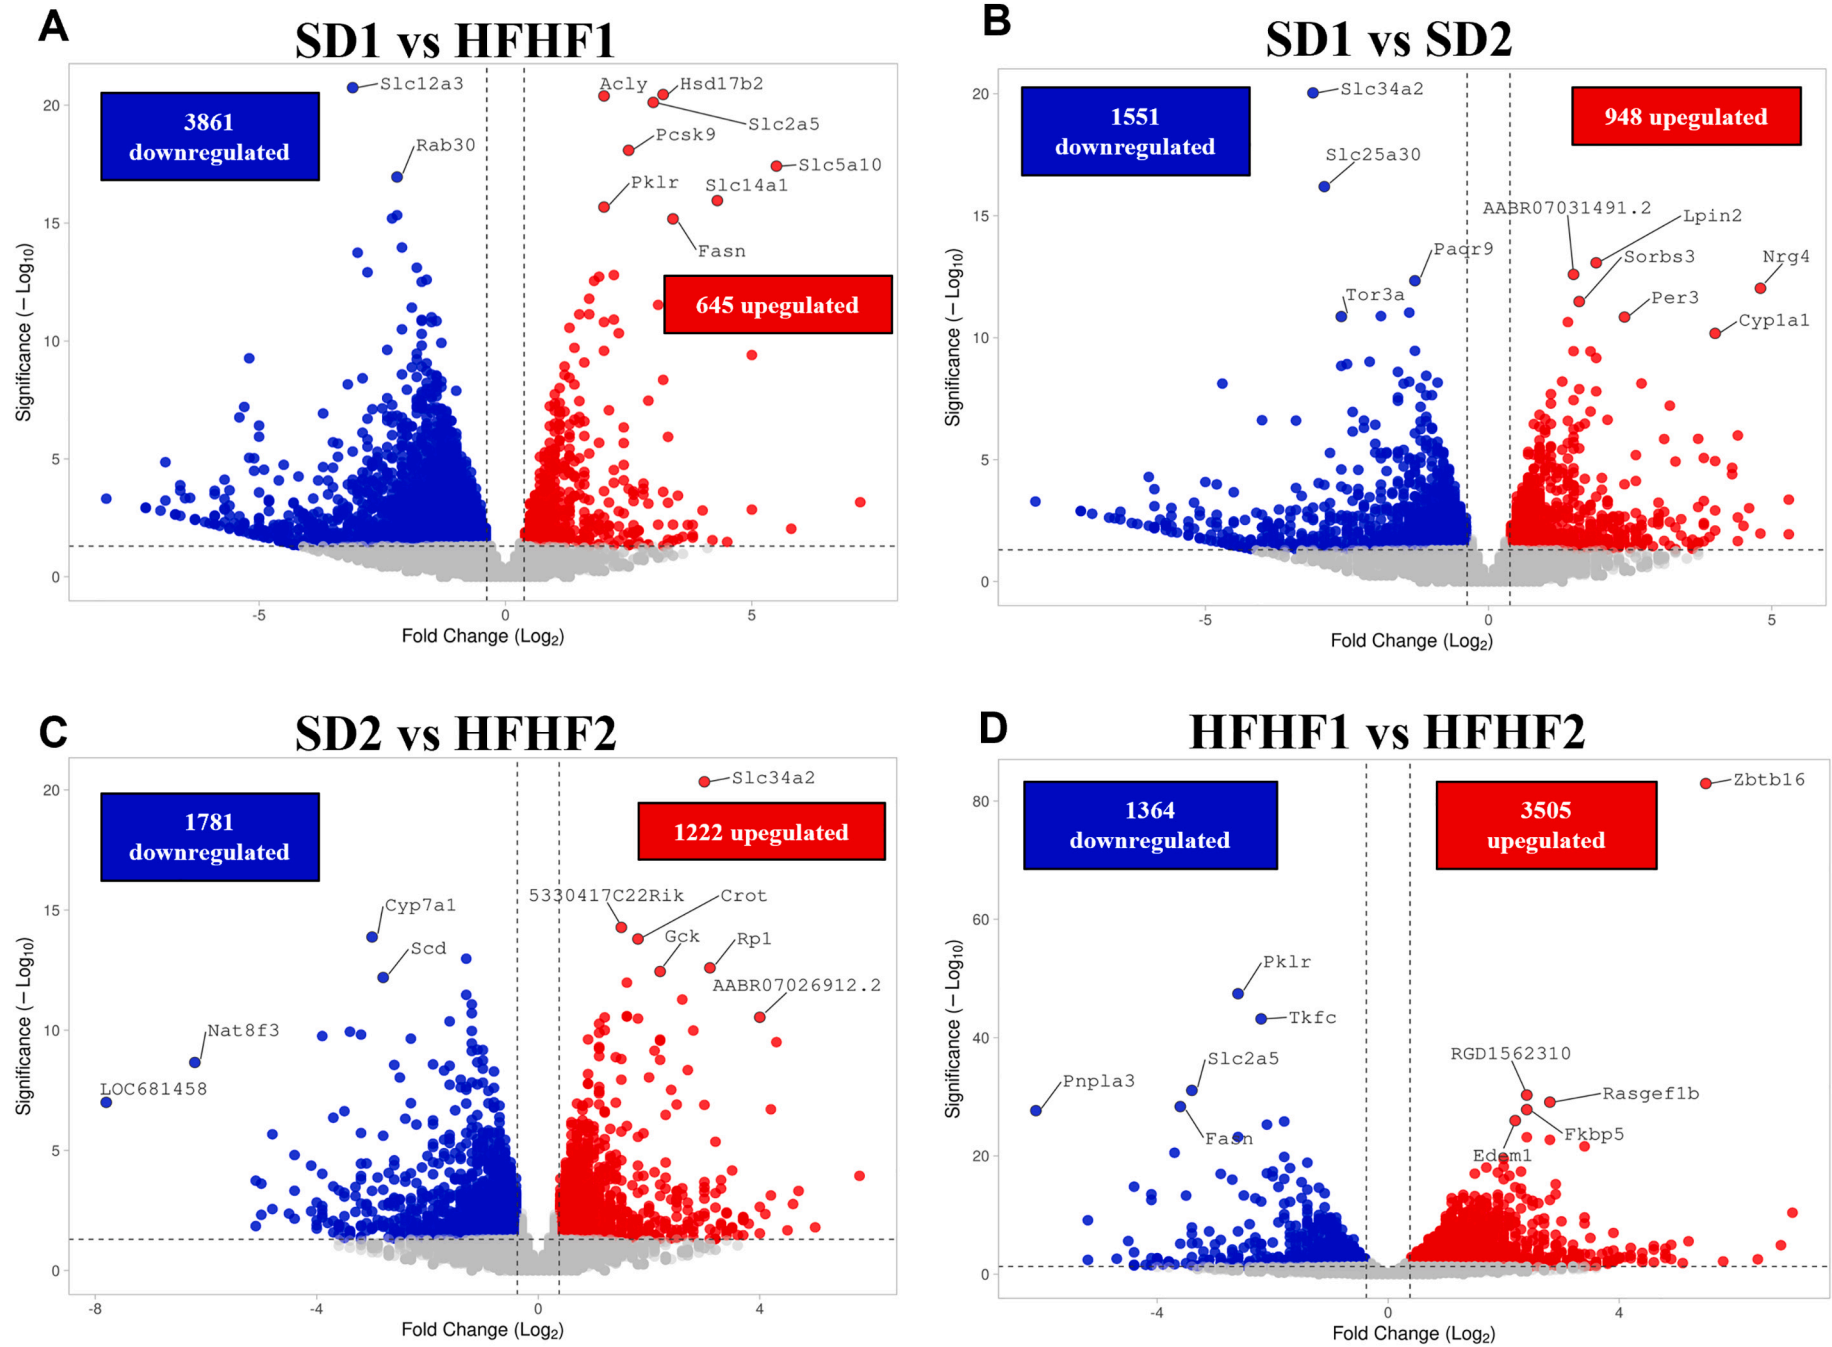 A
SD1 vs HFHF1
3861
downregulated
645 upegulated
Slc12a3
Rab30
Acly
Hsd17b2
Slc2a5
Pcsk9
Slc5a10
Pklr
Slc14a1
Fasn
Significance (−Log10)
20
15
10
5
0
-5
0
5
Fold Change (Log2)
B
SD1 vs SD2
1551
downregulated
948 upegulated
Slc34a2
Slc25a30
AABR07031491.2
Lpin2
Paqr9
Sorbs3
Nrg4
Tor3a
Per3
Cyp1a1
Significance (−Log10)
20
15
10
5
0
-5
0
5
Fold Change (Log2)
C
SD2 vs HFHF2
1781
downregulated
1222 upegulated
Slc34a2
5330417C22Rik
Crot
Cyp7a1
Gck
Rp1
Scd
AABR07026912.2
Nat8f3
LOC681458
Significance (−Log10)
20
15
10
5
0
-8
-4
0
4
Fold Change (Log2)
D
HFHF1 vs HFHF2
1364
downregulated
3505
upegulated
Zbtb16
Pklr
Tkfc
Slc2a5
RGD1562310
Pnpla3
Rasgef1b
Fasn
Fkbp5
Edem1
Significance (−Log10)
80
60
40
20
0
-4
0
4
Fold Change (Log2)